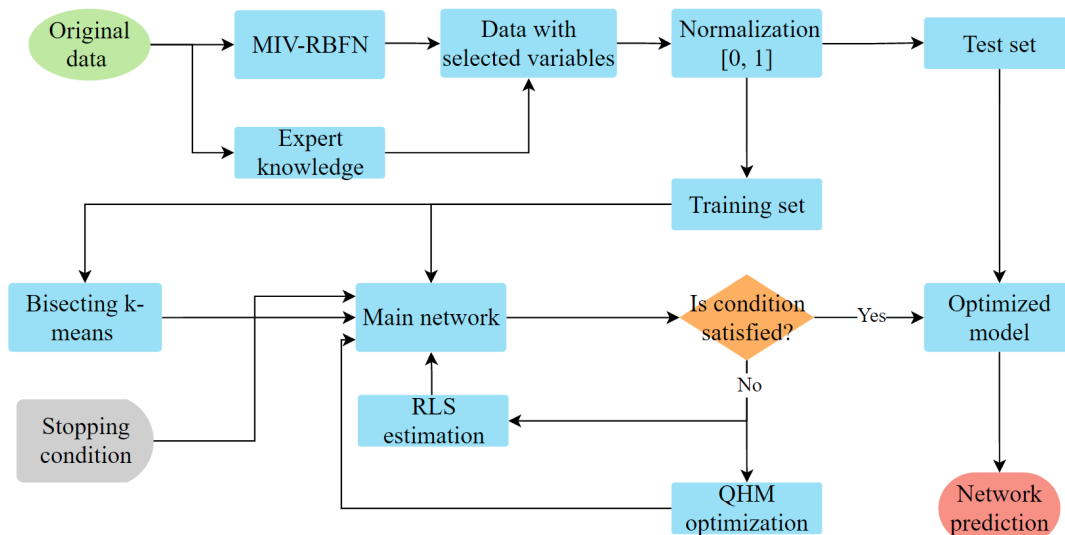 Original
data
MIV-RBFN
Data with
selected variables
Normalization
[0, 1]
Test set
Expert
knowledge
Training set
Bisecting k-
means
Main network
Is condition
satisfied?
Yes
Optimized
model
No
Stopping
condition
RLS
estimation
QHM
optimization
Network
prediction